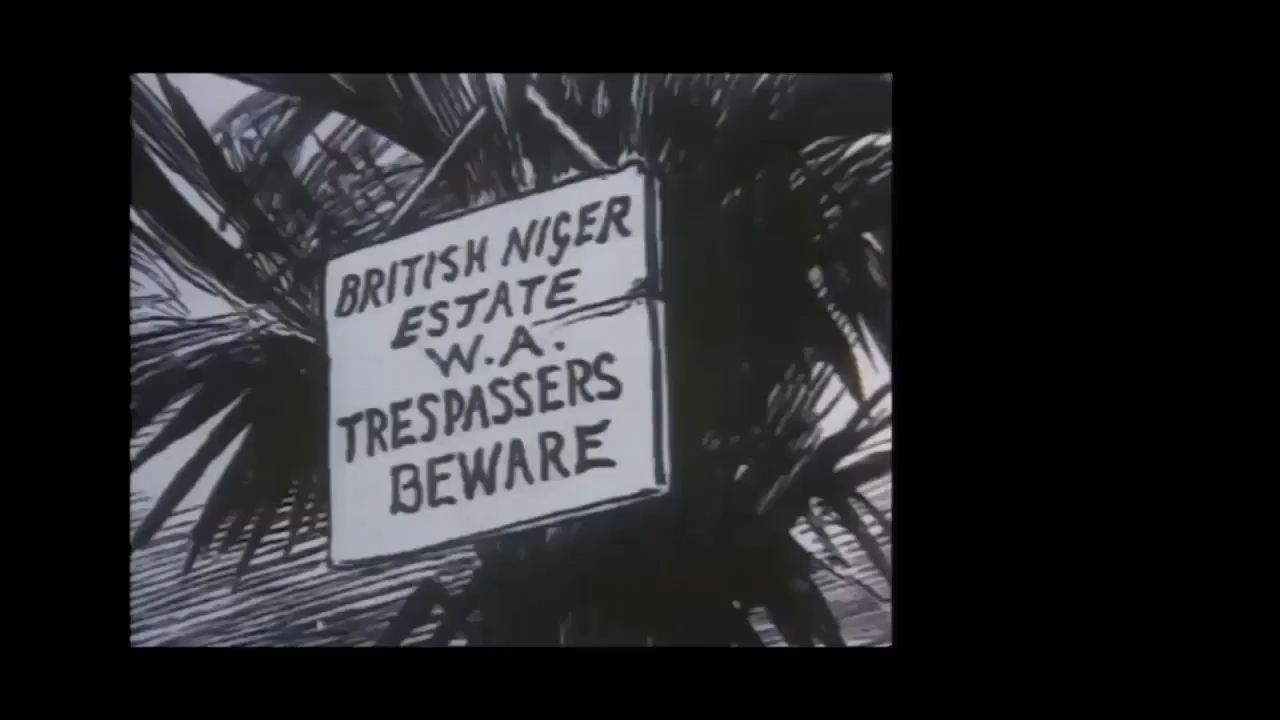 BRITISH NIGER
ESTATE
W.A.
TRESPASSERS
BEWARE